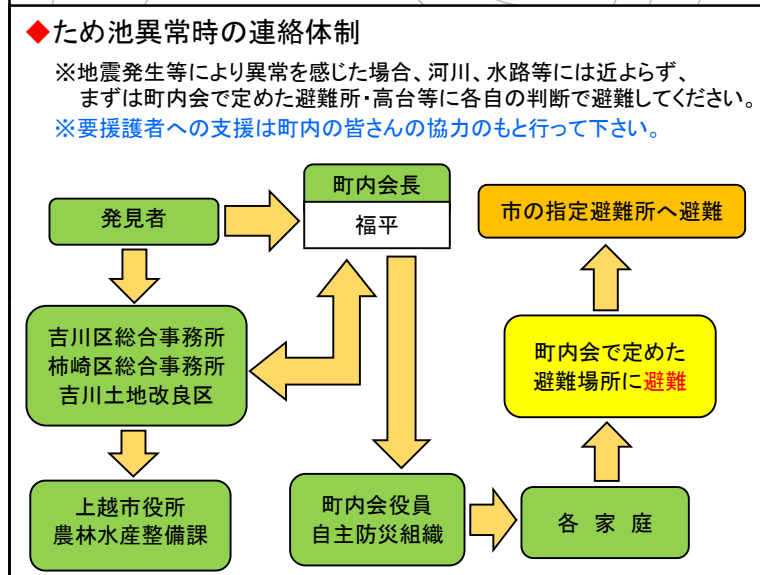 ◆ため池異常時の連絡体制
※地震発生等により異常を感じた場合、河川、水路等には近よらず、
まずは町内会で定めた避難所・高台等に各自の判断で避難してください。
※要援護者への支援は町内の皆さんの協力のもと行って下さい。
発見者
町内会長
福平
市の指定避難所へ避難
吉川区総合事務所
柿崎区総合事務所
吉川土地改良区
町内会で定めた
避難場所に避難
上越市役所
農林水産整備課
町内会役員
自主防災組織
各 家 庭